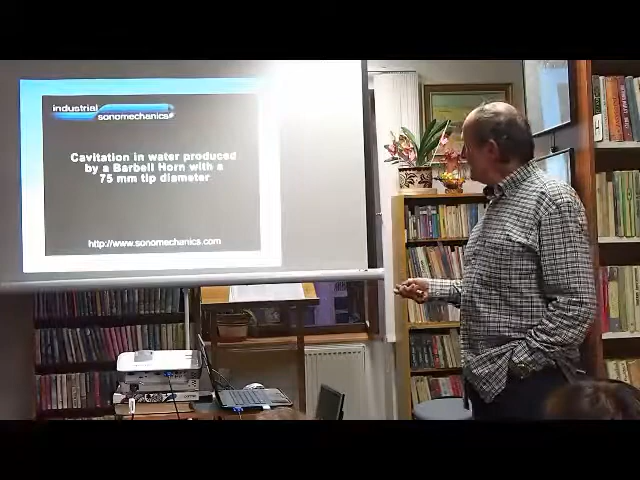 industrial
sonomechanics
Cavitation in water produced
by a Barbell Horn with a
75 mm tip diameter
http://www.sonomechanics.com